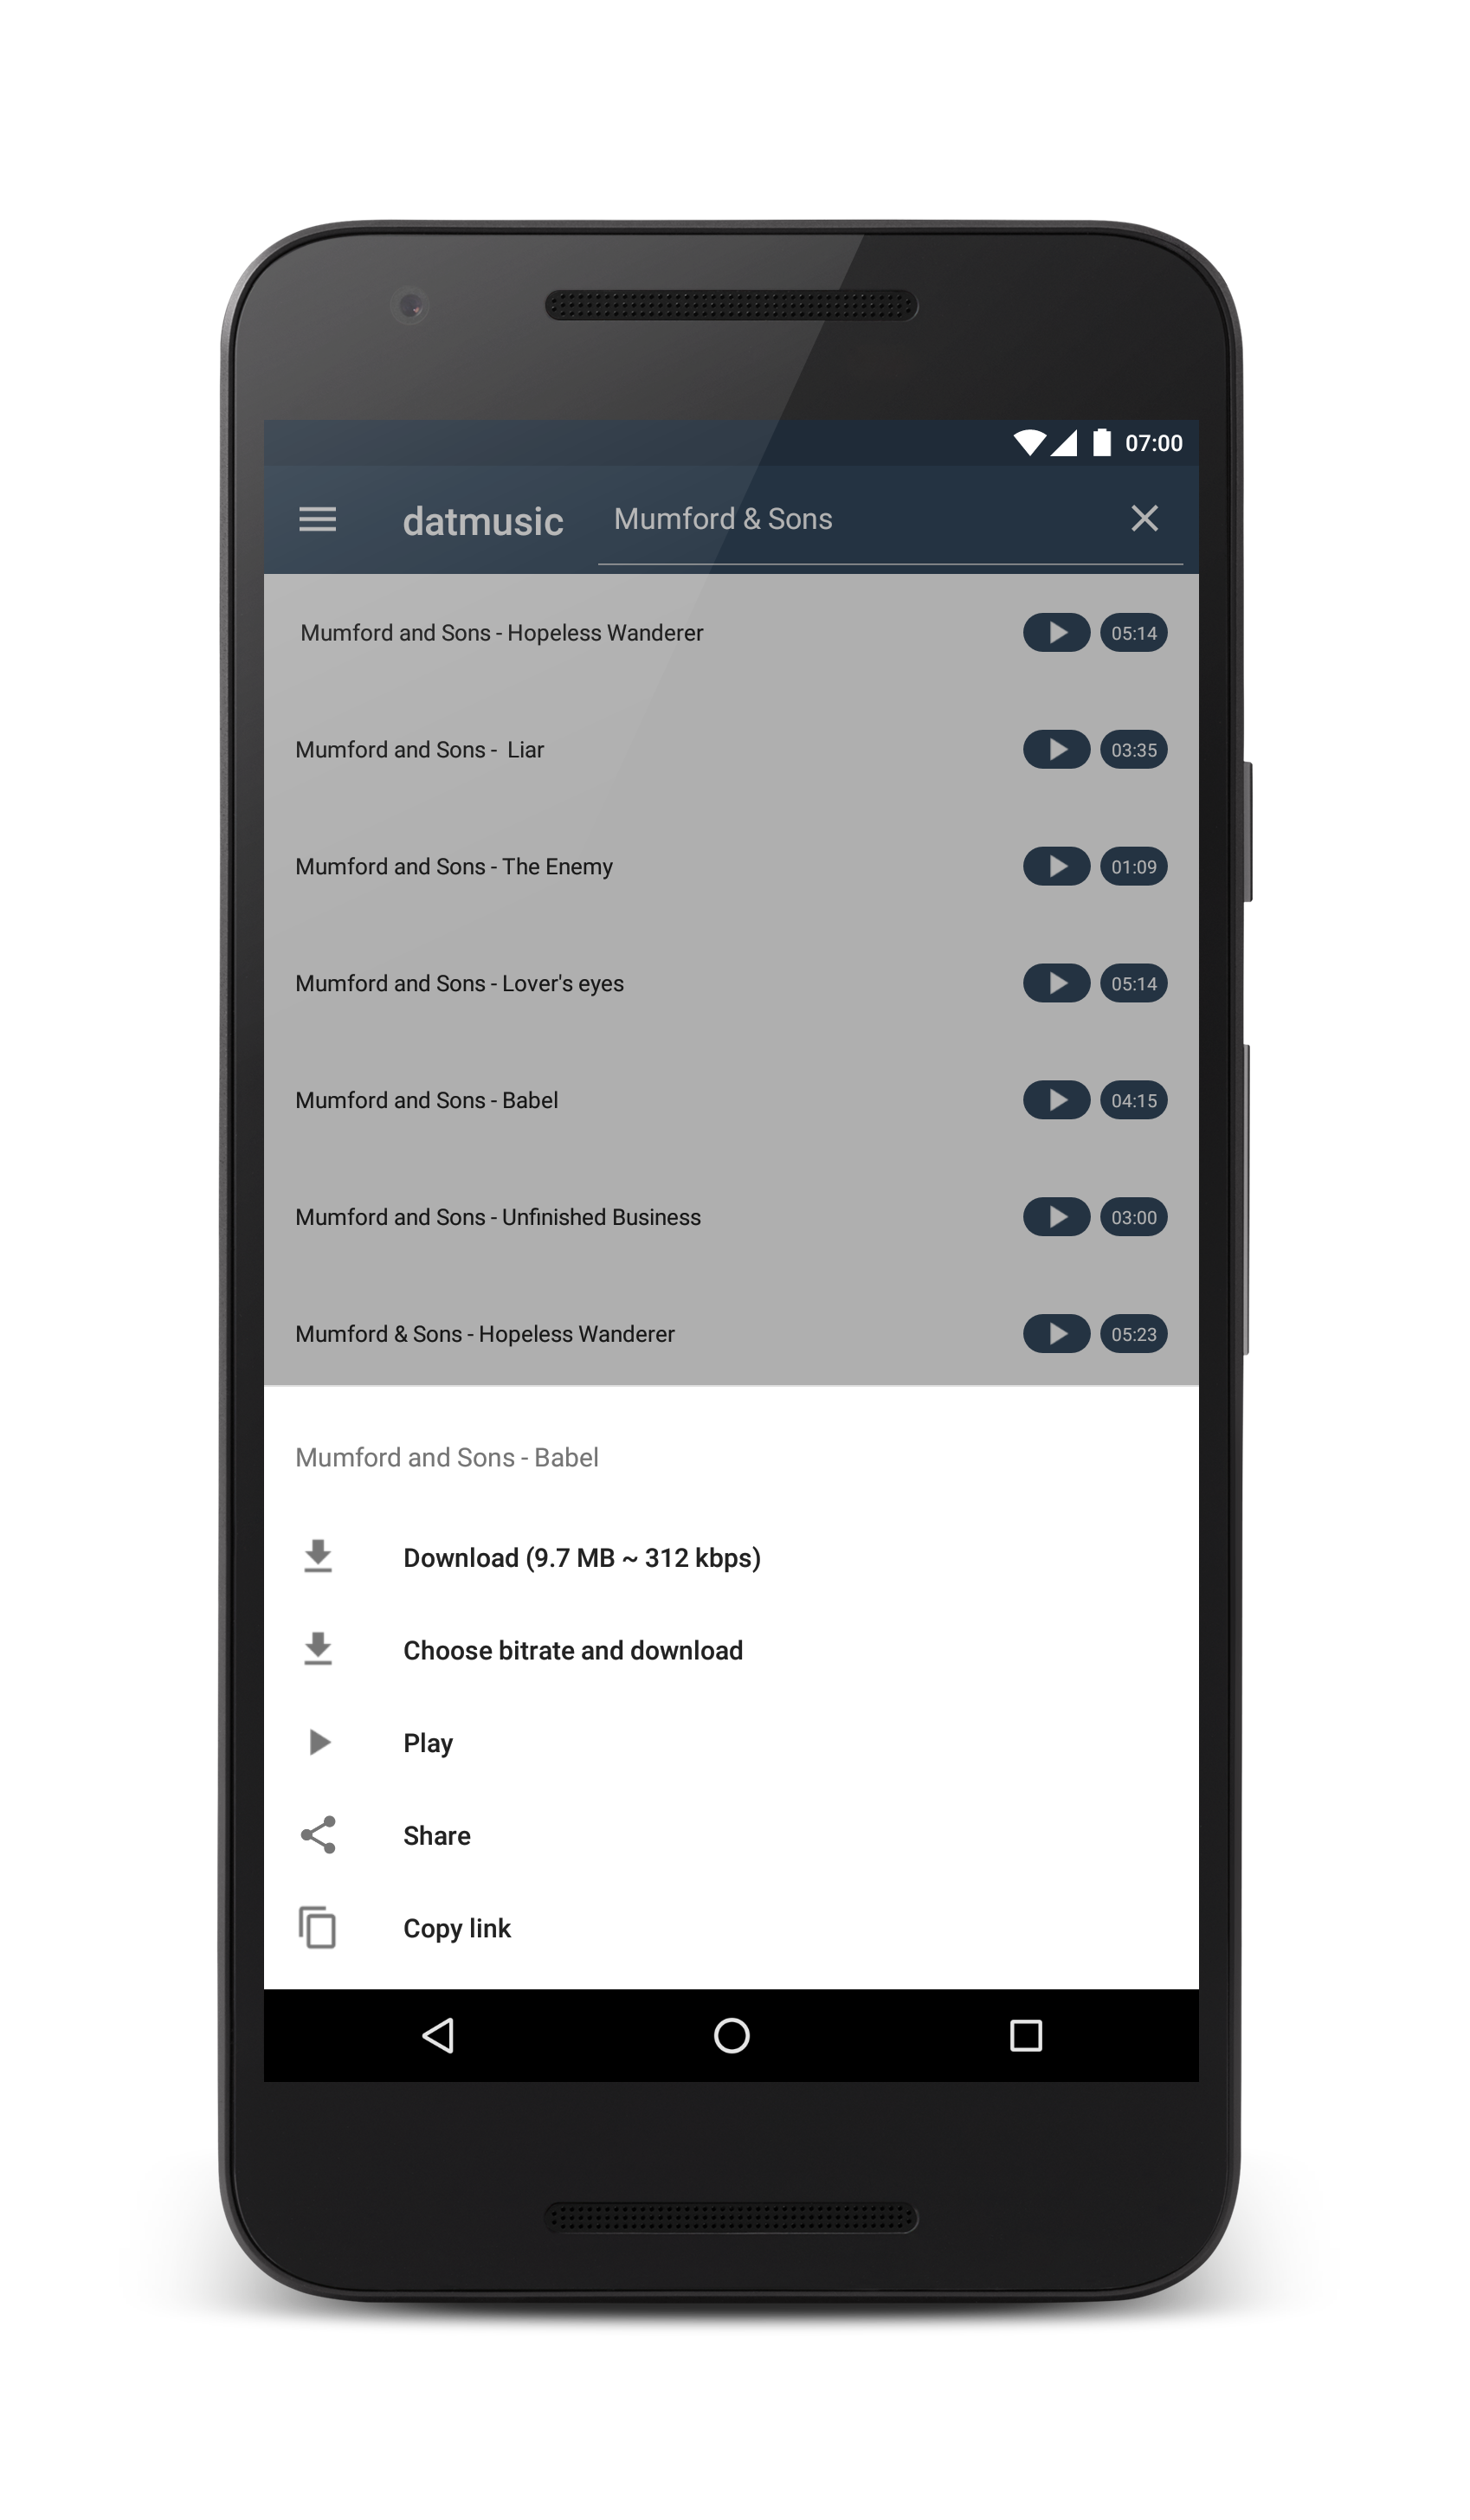 07:00
datmusic Mumford & Sons
Mumford and Sons - Hopeless Wanderer 05:14
Mumford and Sons -  Liar 03:35
Mumford and Sons - The Enemy 01:09
Mumford and Sons - Lover's eyes 05:14
Mumford and Sons - Babel 04:15
Mumford and Sons - Unfinished Business 03:00
Mumford & Sons - Hopeless Wanderer 05:23
Mumford and Sons - Babel
Download (9.7 MB ~ 312 kbps)
Choose bitrate and download
Play
Share
Copy link